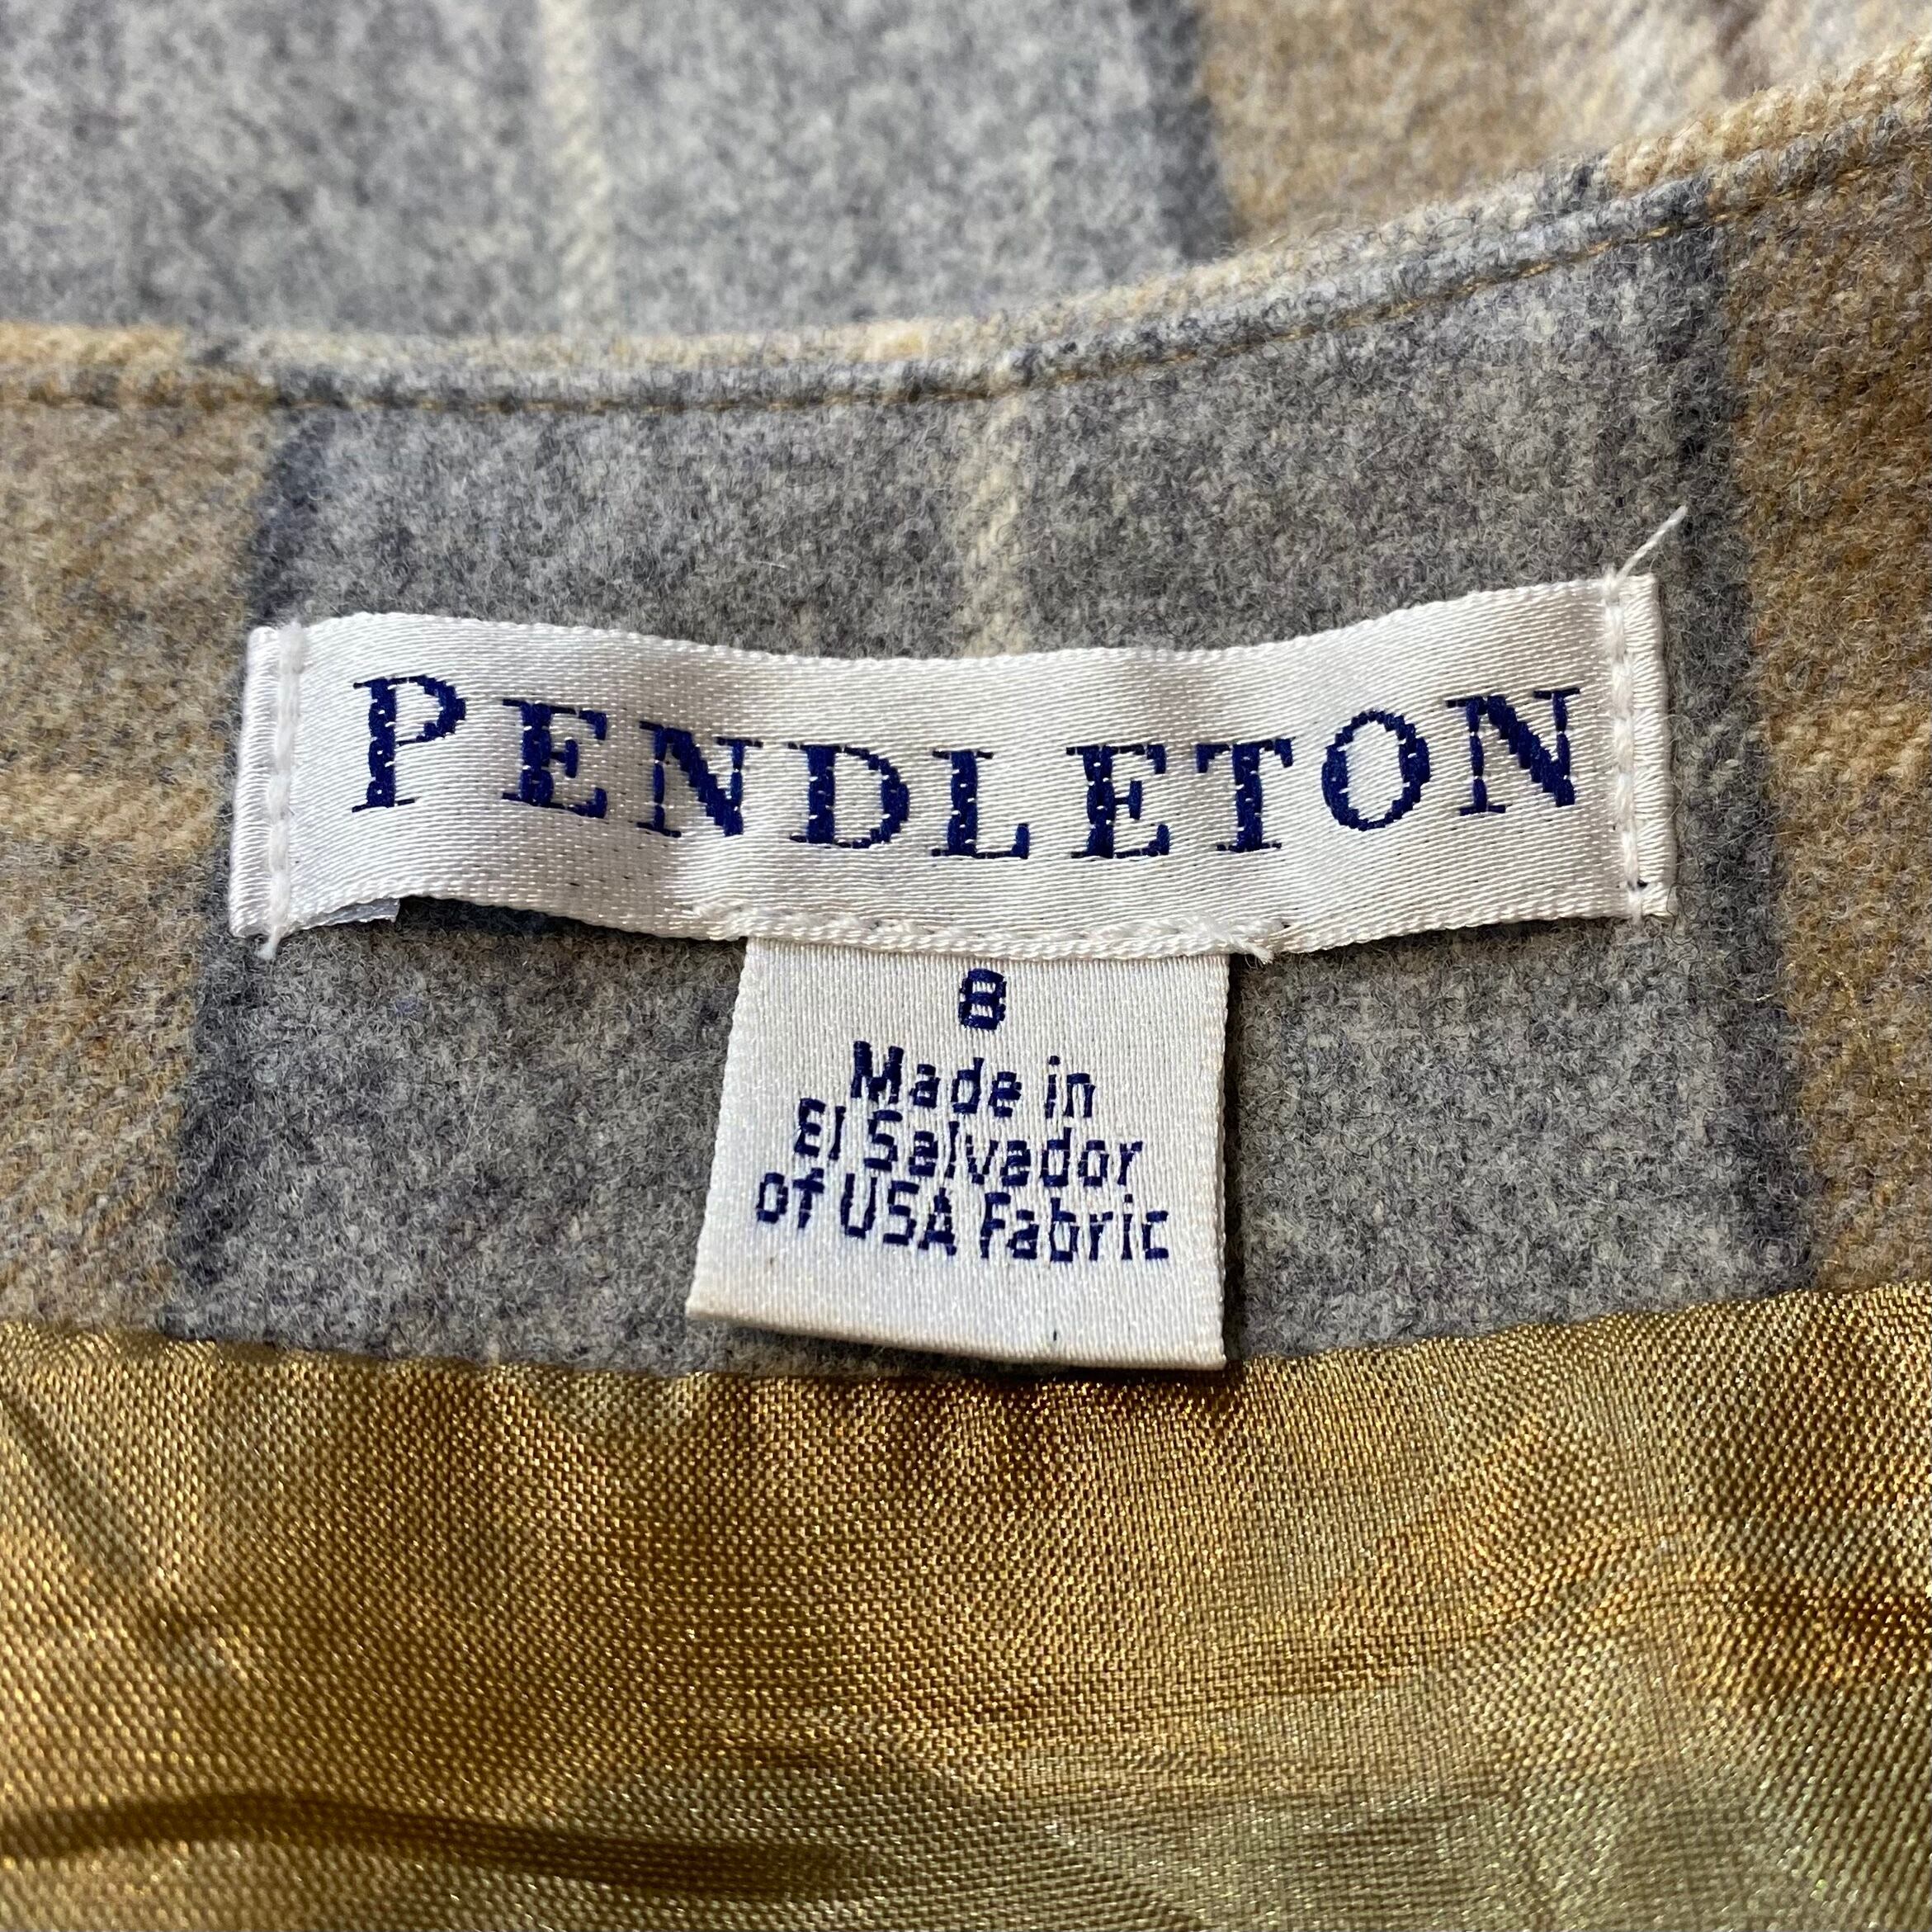 PENDLETON
8
Made in
El Salvador
of USA Fabric